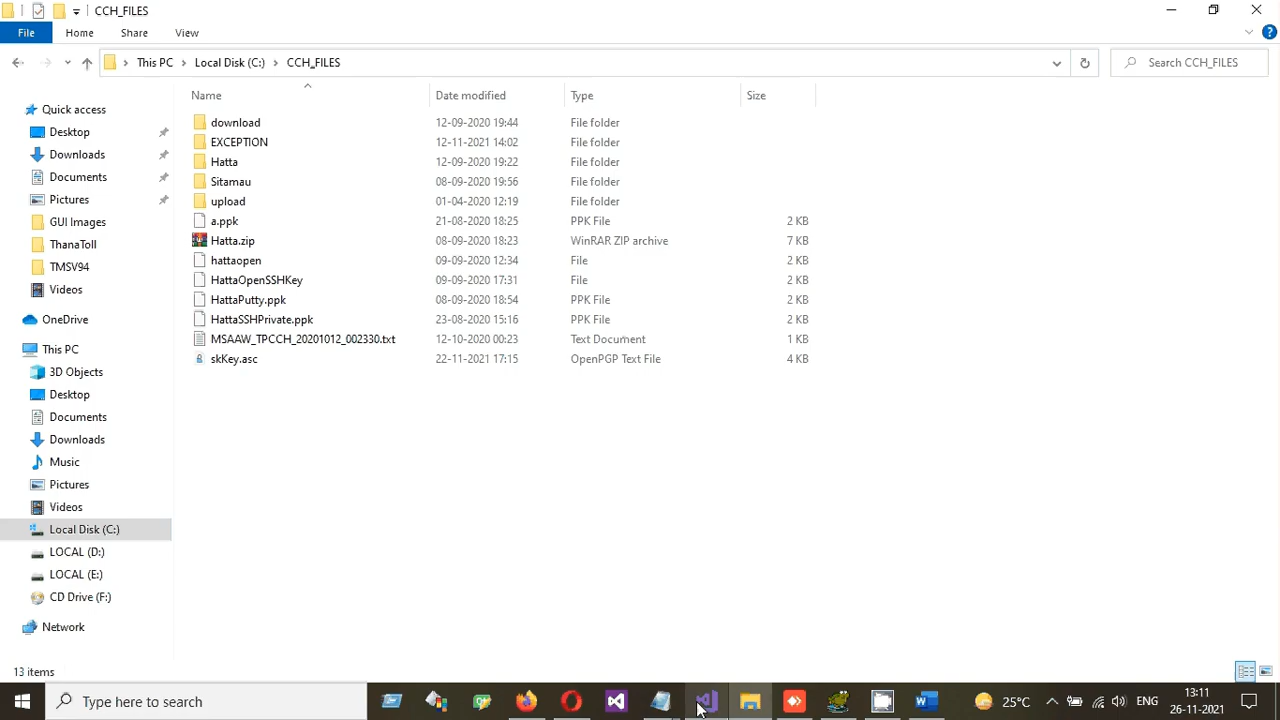 CCH_FILES
File Home Share View
This PC Local Disk (C:) CCH_FILES Search CCH_FILES
Name Date modified Type Size
Quick access
Desktop
Downloads
Documents
Pictures
GUI Images
ThanaToll
TMSV94
Videos
OneDrive
This PC
3D Objects
Desktop
Documents
Downloads
Music
Pictures
Videos
Local Disk (C:)
LOCAL (D:)
LOCAL (E:)
CD Drive (F:)
Network
download 12-09-2020 19:44 File folder
EXCEPTION 12-11-2021 14:02 File folder
Hatta 12-09-2020 19:22 File folder
Sitamau 08-09-2020 19:56 File folder
upload 01-04-2020 12:19 File folder
a.ppk 21-08-2020 18:25 PPK File 2 KB
Hatta.zip 08-09-2020 18:23 WinRAR ZIP archive 7 KB
hattaopen 09-09-2020 12:34 File 2 KB
HattaOpenSSHKey 09-09-2020 17:31 File 2 KB
HattaPutty.ppk 08-09-2020 18:54 PPK File 2 KB
HattaSSHPrivate.ppk 23-08-2020 15:16 PPK File 2 KB
MSAAW_TPCCH_20201012_002330.txt 12-10-2020 00:23 Text Document 1 KB
skKey.asc 22-11-2021 17:15 OpenPGP Text File 4 KB
13 items
Type here to search
25°C ENG 13:11
26-11-2021